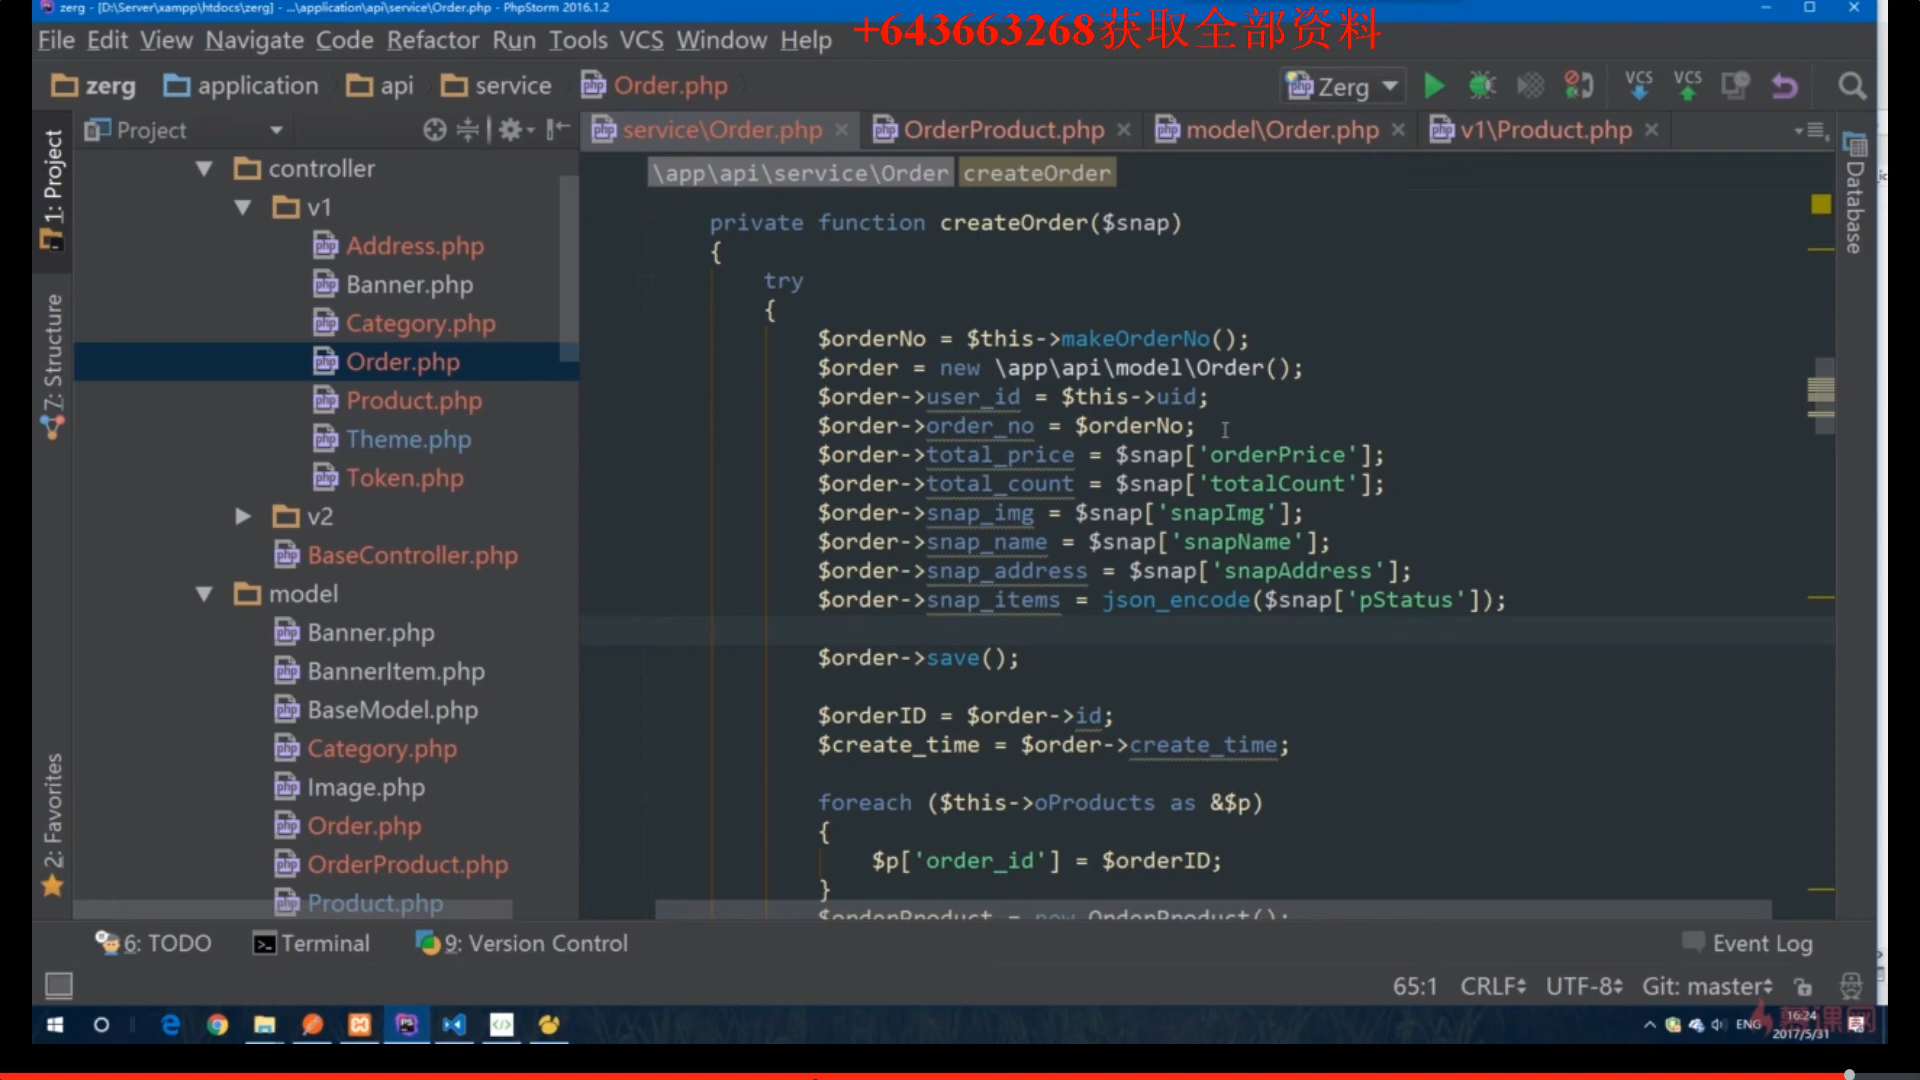 zerg - [D:\Server\xampp\htdocs\zerg] - ...\application\api\service\Order.php - PhpStorm 2016.1.2
+643663268获取全部资料
File Edit View Navigate Code Refactor Run Tools VCS Window Help
zerg application api service Order.php Zerg VCS VCS
1: Project
Project
service\Order.php OrderProduct.php model\Order.php v1\Product.php
Database
\app\api\service\Order createOrder
controller
v1
Address.php
Banner.php
Category.php
Order.php
Product.php
Theme.php
Token.php
v2
BaseController.php
model
Banner.php
BannerItem.php
BaseModel.php
Category.php
Image.php
Order.php
OrderProduct.php
Product.php
7: Structure
2: Favorites
private function createOrder($snap)
{
try
{
$orderNo = $this->makeOrderNo();
$order = new \app\api\model\Order();
$order->user_id = $this->uid;
$order->order_no = $orderNo;
$order->total_price = $snap['orderPrice'];
$order->total_count = $snap['totalCount'];
$order->snap_img = $snap['snapImg'];
$order->snap_name = $snap['snapName'];
$order->snap_address = $snap['snapAddress'];
$order->snap_items = json_encode($snap['pStatus']);
$order->save();
$orderID = $order->id;
$create_time = $order->create_time;
foreach ($this->oProducts as &$p)
{
$p['order_id'] = $orderID;
}
$orderProduct = new OrderProduct();
6: TODO Terminal 9: Version Control Event Log
65:1 CRLF UTF-8 Git: master
ENG 16:24
2017/5/31